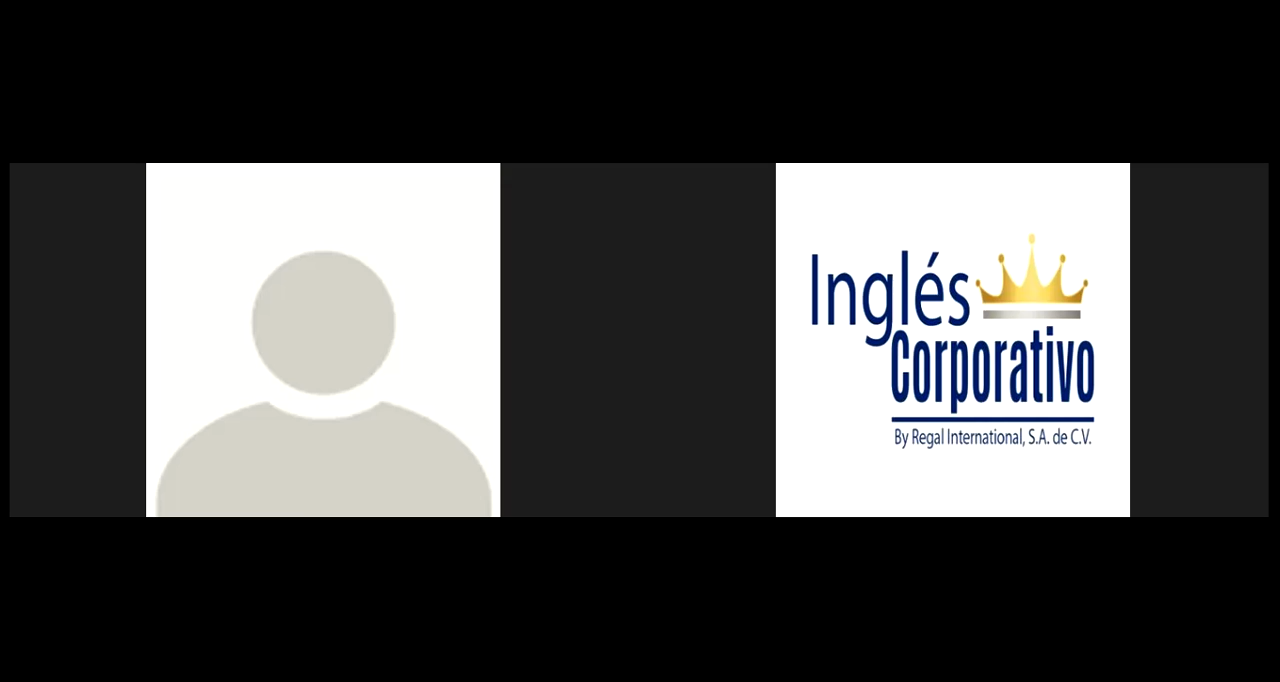 Inglés
Corporativo
By Regal International, S.A. de C.V.